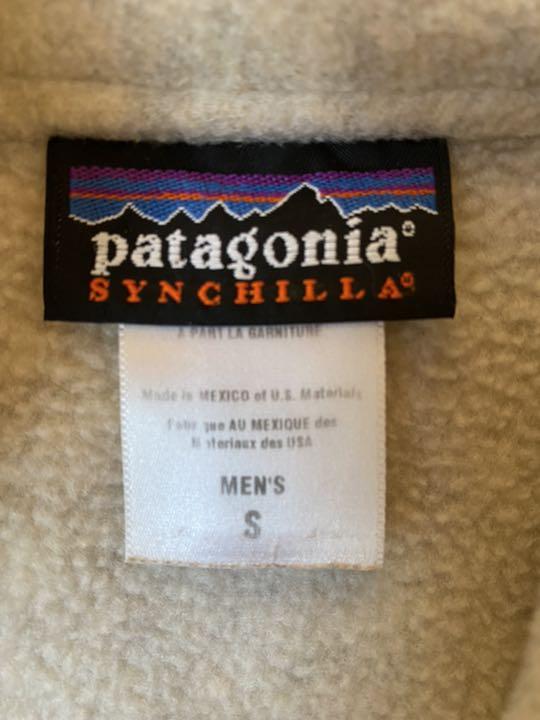 patagonia®
SYNCHILLA®
A PART LA GARNITURE
Made in MEXICO of U.S. Materials
Fabrique AU MEXIQUE des
Materiaux des USA
MEN'S
S